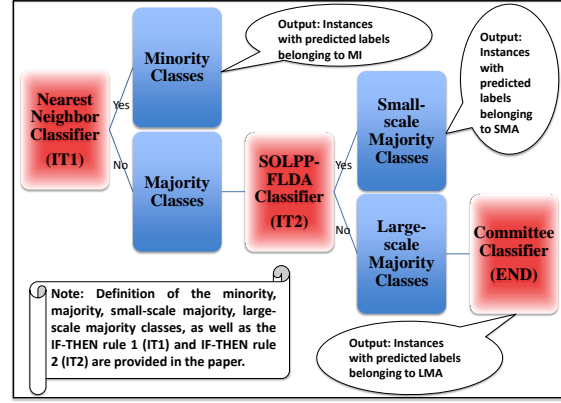 Minority
Classes
Output: Instances
with predicted labels
belonging to MI
Output:
Instances
with
predicted
labels
belonging
to SMA
Nearest
Neighbor
Classifier
(IT1)
Yes
No
Majority
Classes
SOLPP-
FLDA
Classifier
(IT2)
Yes
No
Small-
scale
Majority
Classes
Large-
scale
Majority
Classes
Committee
Classifier
(END)
Note: Definition of the minority,
majority, small-scale majority, large-
scale majority classes, as well as the
IF-THEN rule 1 (IT1) and IF-THEN rule
2 (IT2) are provided in the paper.
Output: Instances
with predicted labels
belonging to LMA